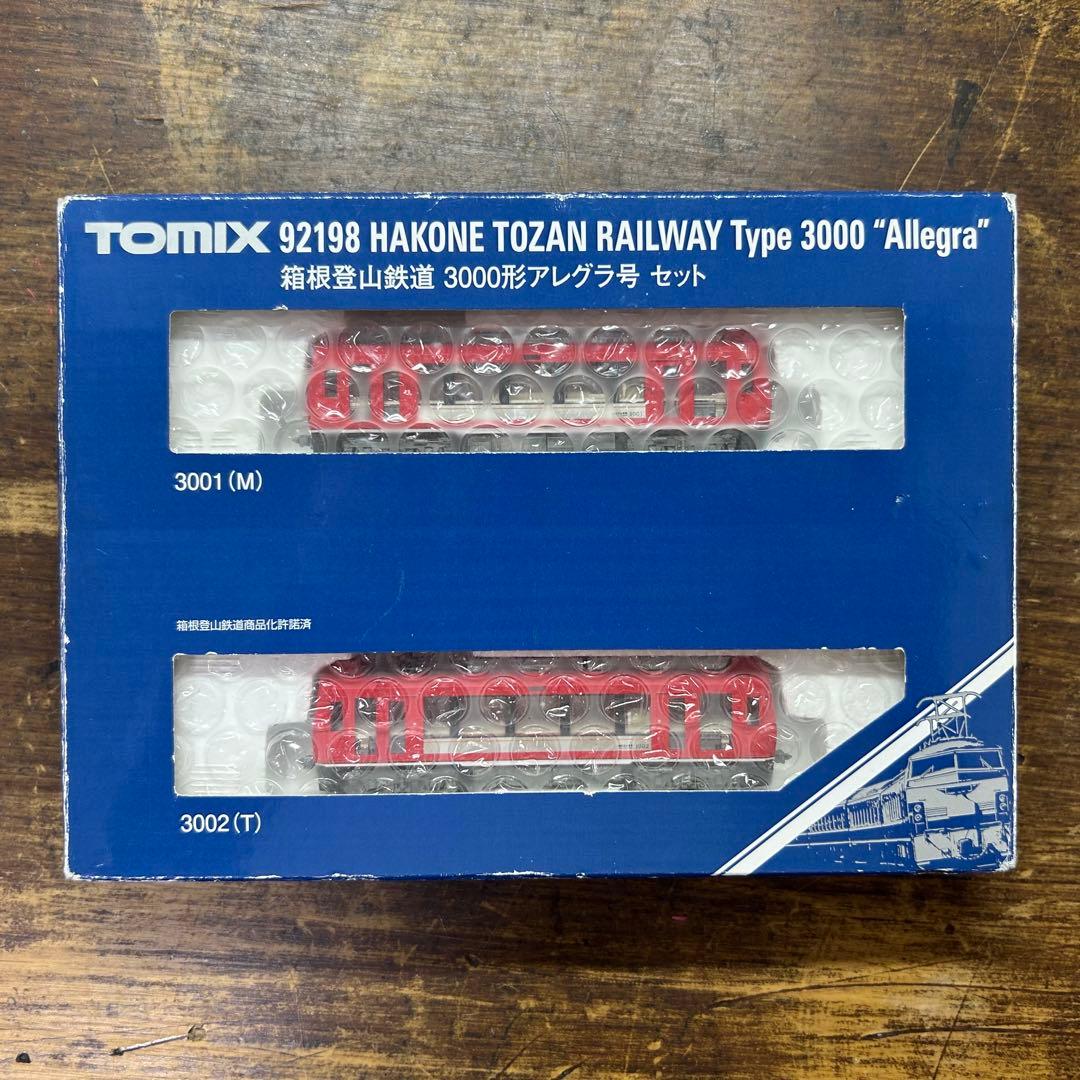 TOMIX 92198 HAKONE TOZAN RAILWAY Type 3000 “Allegra”
箱根登山鉄道 3000形アレグラ号 セット
3001（M）
箱根登山鉄道商品化許諾済
3002（T）